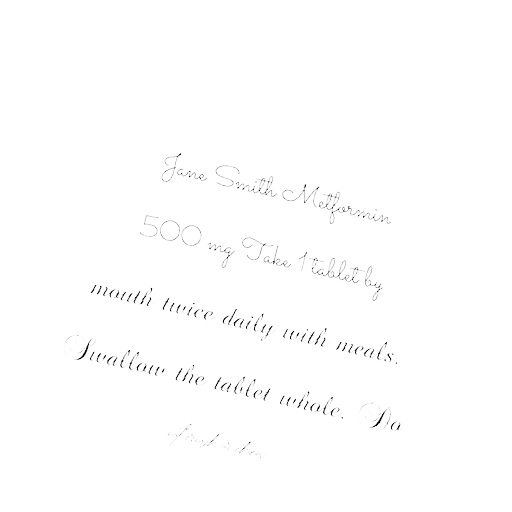 Jane Smith Metformin
500 mg Take 1 tablet by
mouth twice daily with meals.
Swallow the tablet whole. Do